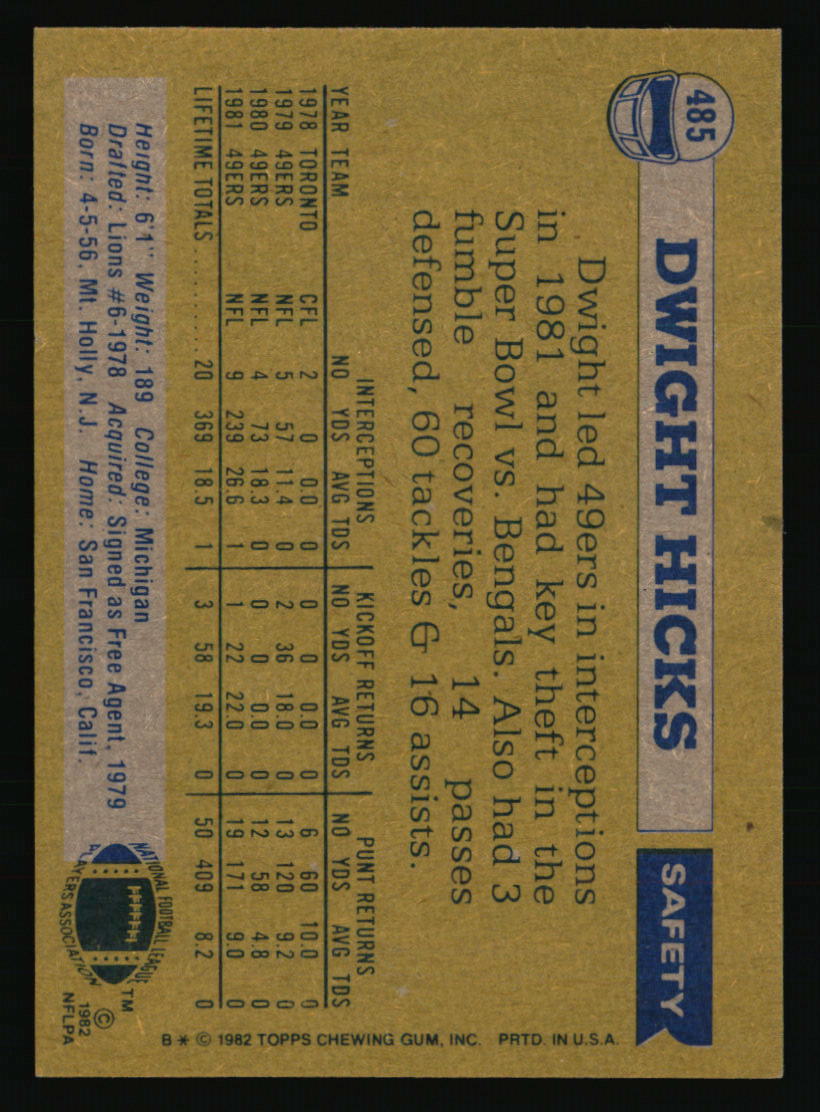 485
DWIGHT HICKS
SAFETY
Dwight led 49ers in interceptions
in 1981 and had key theft in the
Super Bowl vs. Bengals. Also had 3
fumble recoveries, 14 passes
defensed, 60 tackles & 16 assists.
INTERCEPTIONS KICKOFF RETURNS PUNT RETURNS
YEAR TEAM NO YDS AVG TDS NO YDS AVG TDS NO YDS AVG TDS
1978 TORONTO CFL 2 0 0.0 0 0 0 0.0 0 6 60 10.0 0
1979 49ERS NFL 5 57 11.4 0 2 36 18.0 0 13 120 9.2 0
1980 49ERS NFL 4 73 18.3 0 0 0 0.0 0 12 58 4.8 0
1981 49ERS NFL 9 239 26.6 1 1 22 22.0 0 19 171 9.0 0
LIFETIME TOTALS .......... 20 369 18.5 1 3 58 19.3 0 50 409 8.2 0
Height: 6'1" Weight: 189 College: Michigan
Drafted: Lions #6-1978 Acquired: Signed as Free Agent, 1979
Born: 4-5-56, Mt. Holly, N.J. Home: San Francisco, Calif.
NATIONAL FOOTBALL LEAGUE
PLAYERS ASSOCIATION
TM
©
1982
NFLPA
B * © 1982 TOPPS CHEWING GUM, INC. PRTD. IN U.S.A.